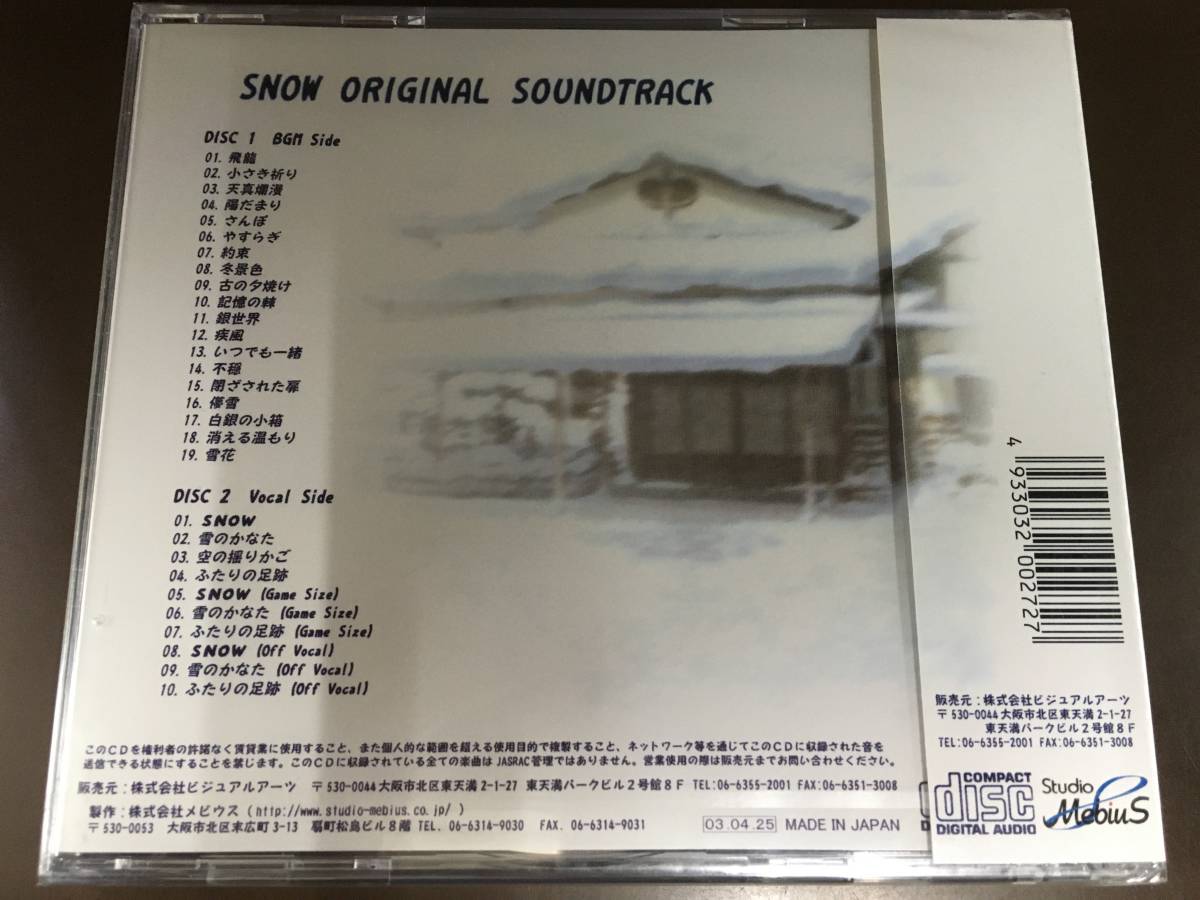 SNOW ORIGINAL SOUNDTRACK
DISC 1 BGM Side
01. 飛龍
02. 小さき祈り
03. 天真爛漫
04. 陽だまり
05. さんぽ
06. やすらぎ
07. 約束
08. 冬景色
09. 古の夕焼け
10. 記憶の棘
11. 銀世界
12. 疾風
13. いつでも一緒
14. 不穏
15. 閉ざされた扉
16. 儚雪
17. 白銀の小箱
18. 消える温もり
19. 雪花
DISC 2 Vocal Side
01. SNOW
02. 雪のかなた
03. 空の揺りかご
04. ふたりの足跡
05. SNOW (Game Size)
06. 雪のかなた (Game Size)
07. ふたりの足跡 (Game Size)
08. SNOW (Off Vocal)
09. 雪のかなた (Off Vocal)
10. ふたりの足跡 (Off Vocal)
このCDを権利者の許諾なく賃貸業に使用すること、また個人的な範囲を超える使用目的で複製すること、ネットワーク等を通じてこのCDに収録された音を
送信できる状態にすることを禁じます。このCDに収録されている全ての楽曲は JASRAC管理ではありません。営業使用の際は販売元までお問い合わせください。
販売元：株式会社ビジュアルアーツ 〒530-0044 大阪市北区東天満 2-1-27 東天満パークビル２号館８Ｆ TEL：06-6355-2001 FAX：06-6351-3008
製作：株式会社メビウス (http://www.studio-mebius.co.jp/ )
〒530-0053 大阪市北区末広町 3-13 扇町松島ビル８階 TEL. 06-6314-9030 FAX. 06-6314-9031
03.04.25 MADE IN JAPAN
4 933032 002727
販売元：株式会社ビジュアルアーツ
〒530-0044 大阪市北区東天満 2-1-27
東天満パークビル２号館８Ｆ
TEL：06-6355-2001 FAX：06-6351-3008
COMPACT
disc
DIGITAL AUDIO
Studio
MebiuS